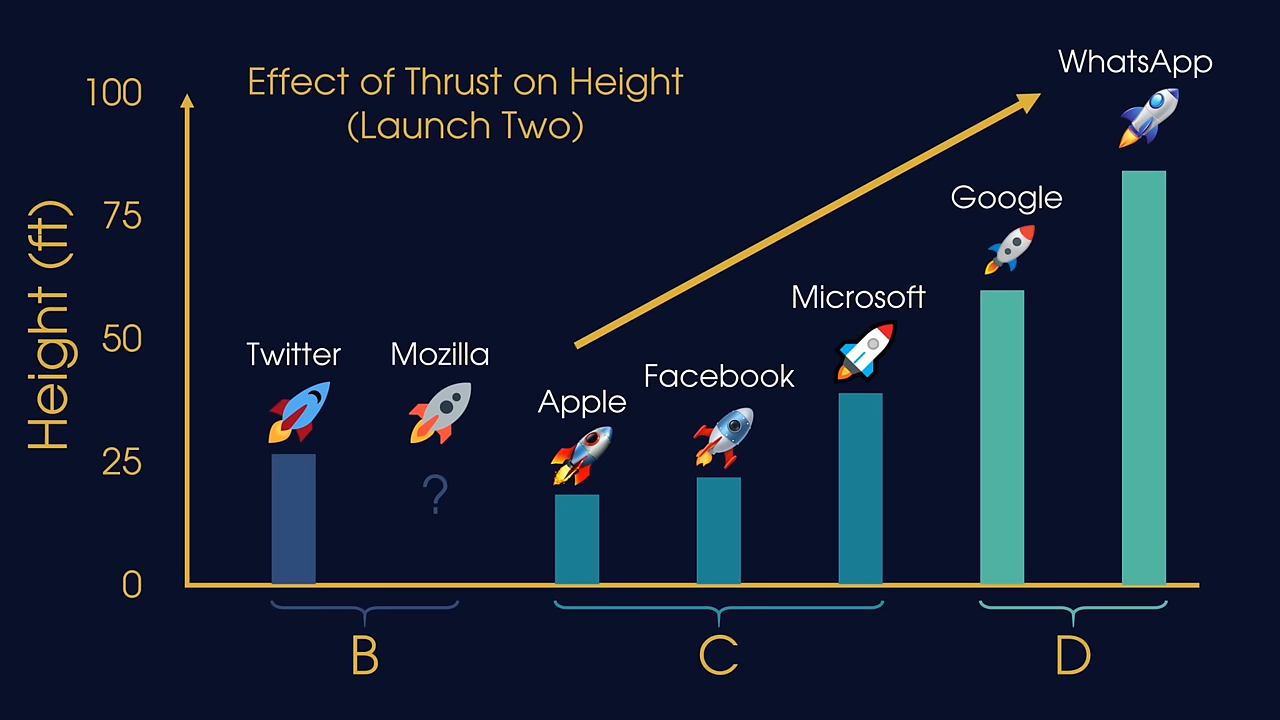 Effect of Thrust on Height
(Launch Two)
Height (ft)
100
75
50
25
0
Twitter
Mozilla
?
Apple
Facebook
Microsoft
Google
WhatsApp
B
C
D